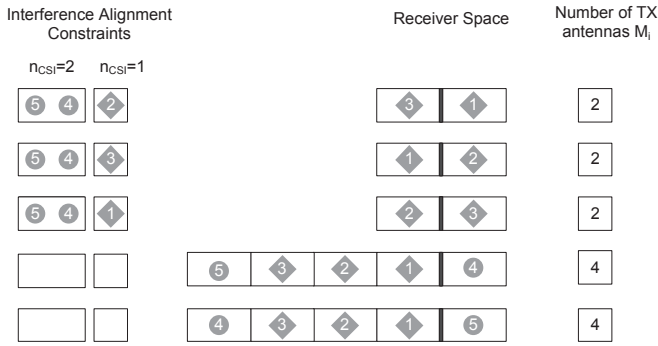 Interference Alignment
Constraints
Receiver Space
Number of TX
antennas Mi
nCSI=2 nCSI=1
5 4 2 3 1 2
5 4 3 1 2 2
5 4 1 2 3 2
5 3 2 1 4 4
4 3 2 1 5 4